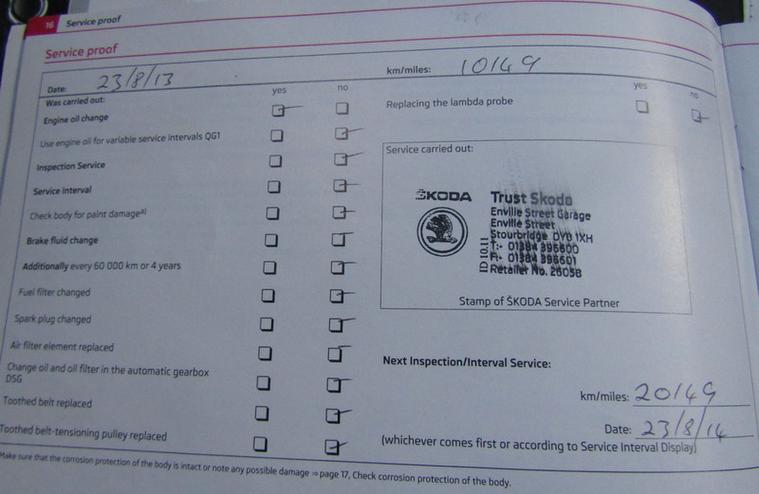 16 Service proof
Service proof
Date: 23/8/13
km/miles: 10149
Was carried out:
yes
no
Engine oil change
Use engine oil for variable service intervals QG1
Inspection Service
Service Interval
Check body for paint damage
Brake fluid change
Additionally every 60 000 km or 4 years
Fuel filter changed
Spark plug changed
Air filter element replaced
Change oil and oil filter in the automatic gearbox
DSG
Toothed belt replaced
Toothed belt-tensioning pulley replaced
yes
no
Replacing the lambda probe
Service carried out:
ŠKODA
Trust Skoda
Enville Street Garage
Enville Street
Stourbridge DY8 1XH
T:- 01384 396600
F:- 01384 396601
Retailer No. 26058
ID 10.11
Stamp of ŠKODA Service Partner
Next Inspection/Interval Service:
km/miles: 20149
Date: 23/8/14
(whichever comes first or according to Service Interval Display)
Make sure that the corrosion protection of the body is intact or note any possible damage ⇒ page 17, Check corrosion protection of the body.